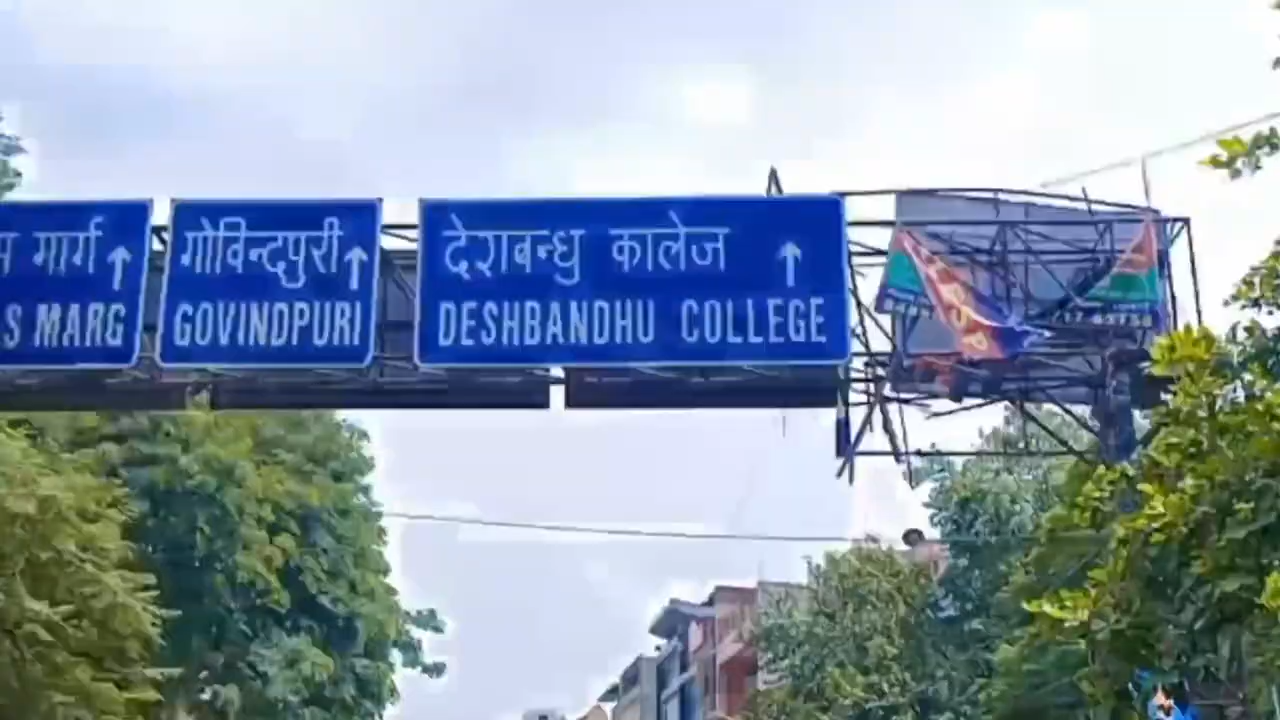 मार्ग ↑
S MARG
गोविन्दपुरी ↑
GOVINDPURI
देशबन्धु कालेज ↑
DESHBANDHU COLLEGE